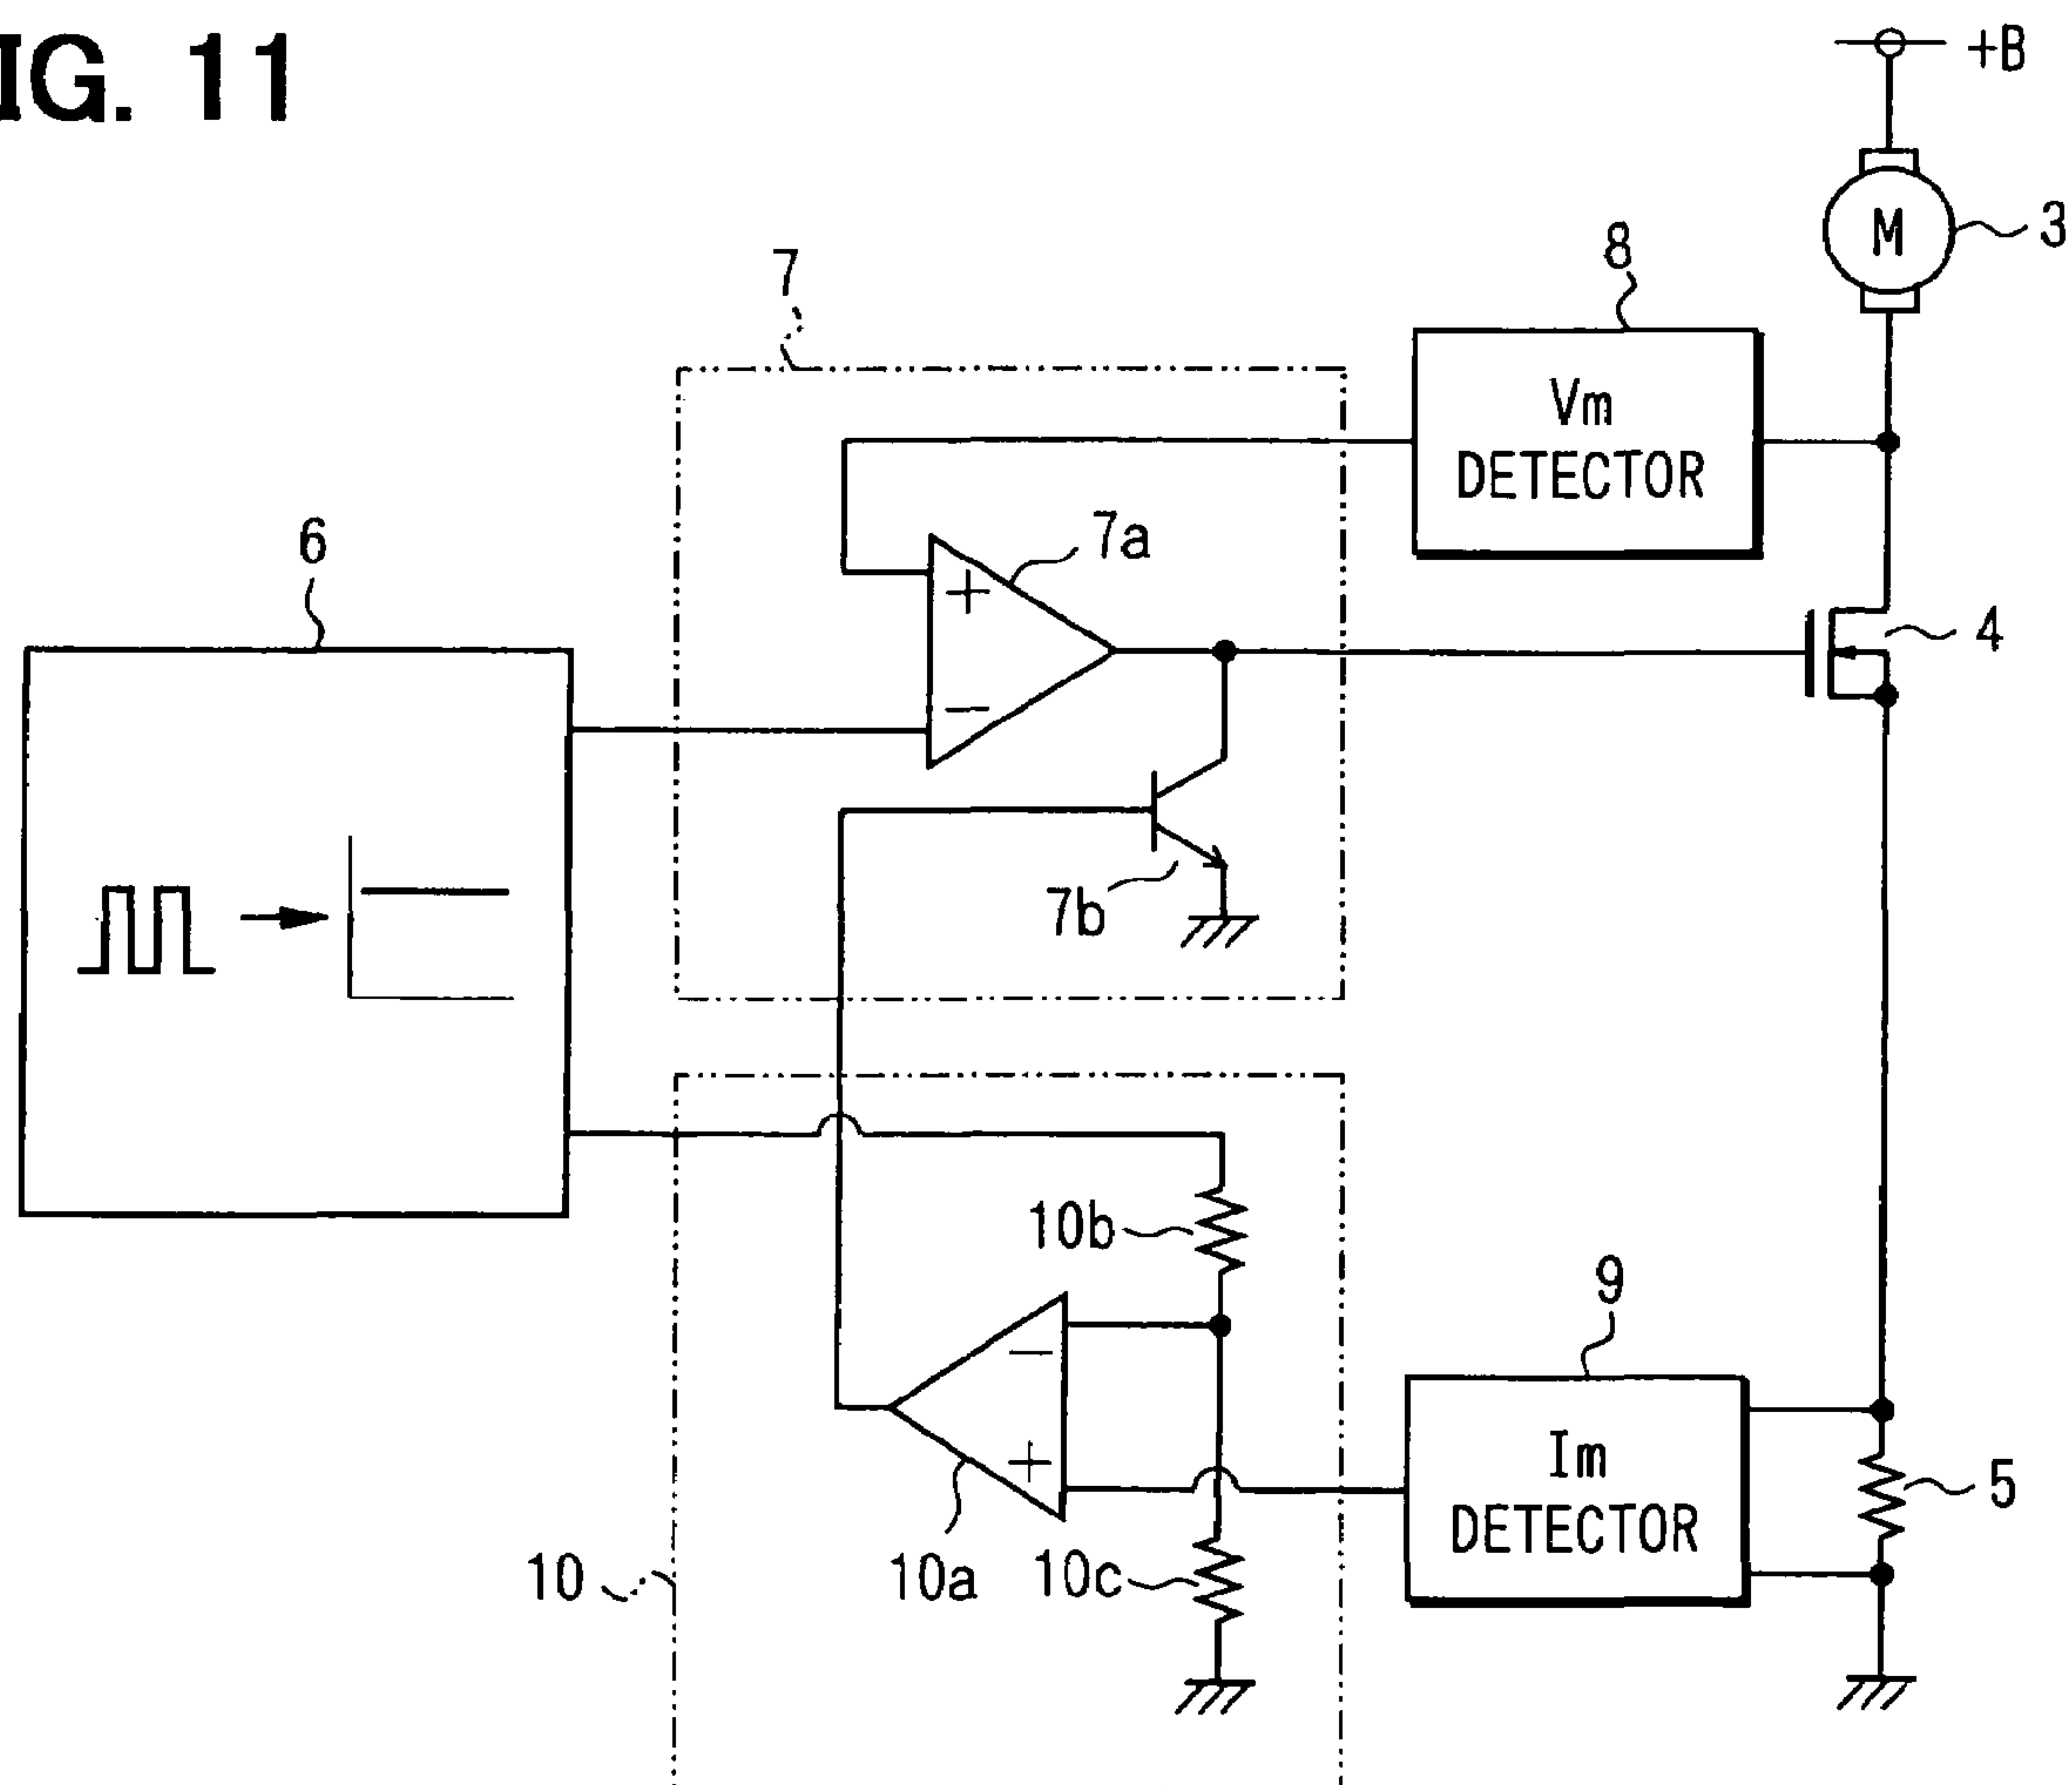 IG. 11
+B
M
3
8
7
Vm
DETECTOR
7a
+
6
4
−
7b
10b
9
−
Im
+
5
DETECTOR
10
10a
10c